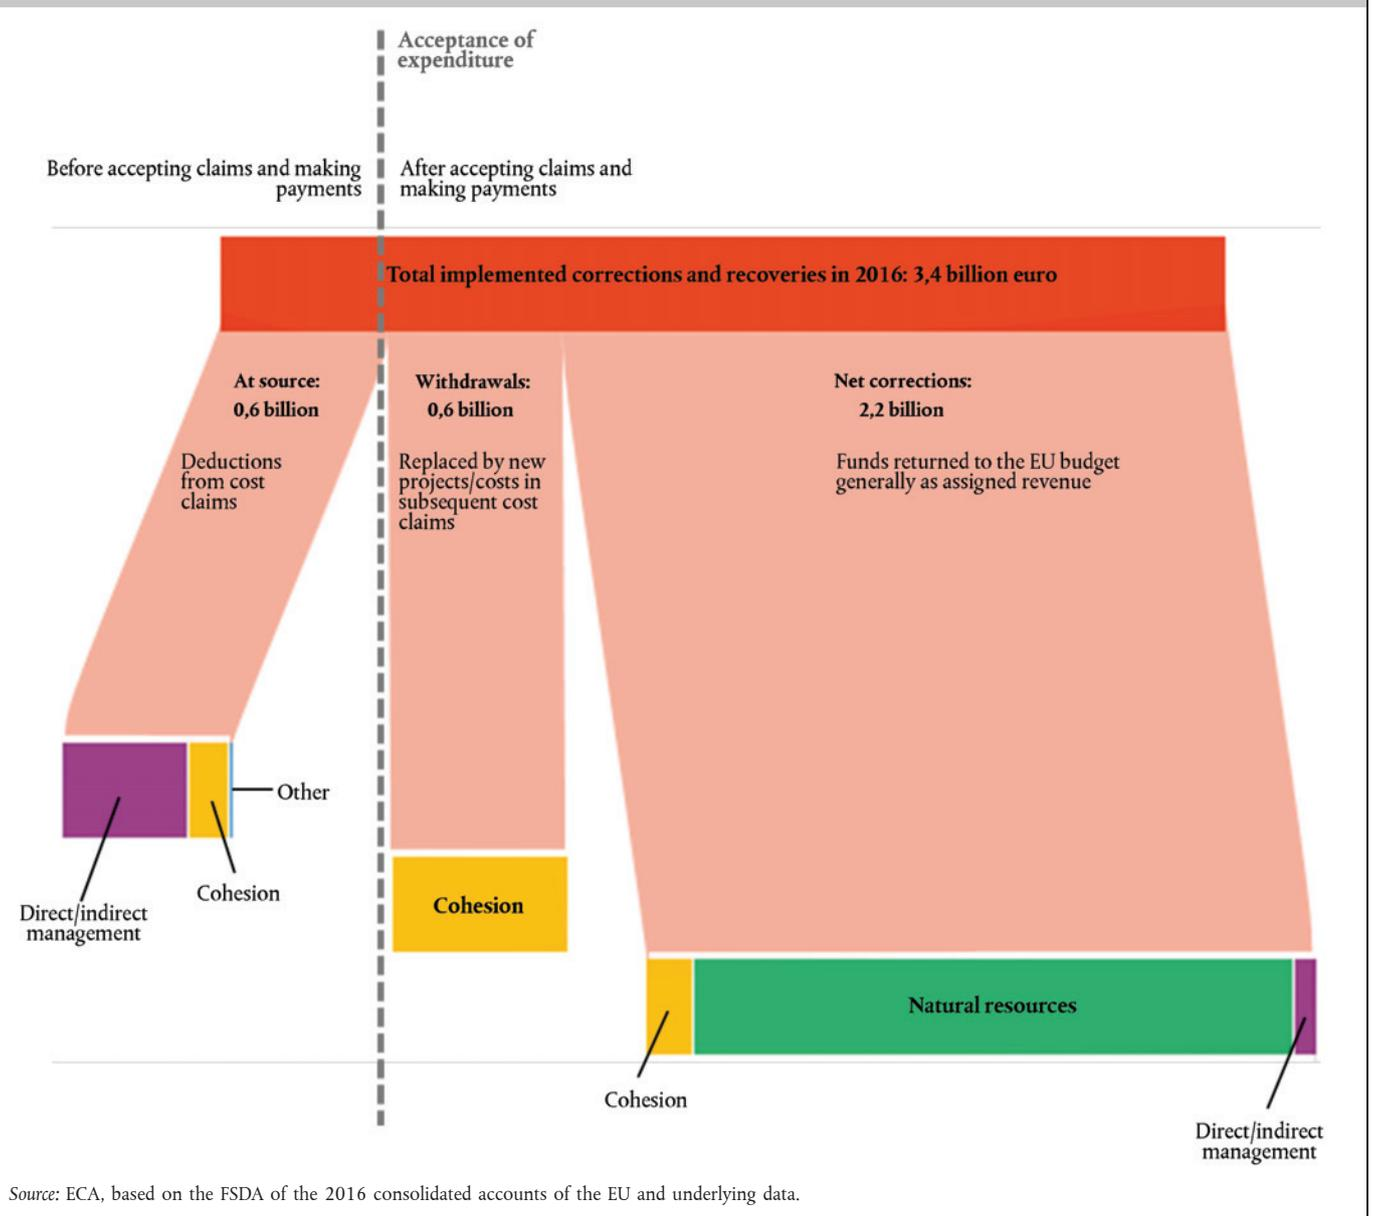 Acceptance of
expenditure
Before accepting claims and making
payments
After accepting claims and
making payments
Total implemented corrections and recoveries in 2016: 3,4 billion euro
At source:
0,6 billion
Deductions
from cost
claims
Withdrawals:
0,6 billion
Replaced by new
projects/costs in
subsequent cost
claims
Net corrections:
2,2 billion
Funds returned to the EU budget
generally as assigned revenue
Other
Cohesion
Direct/indirect
management
Cohesion
Natural resources
Cohesion
Direct/indirect
management
Source: ECA, based on the FSDA of the 2016 consolidated accounts of the EU and underlying data.